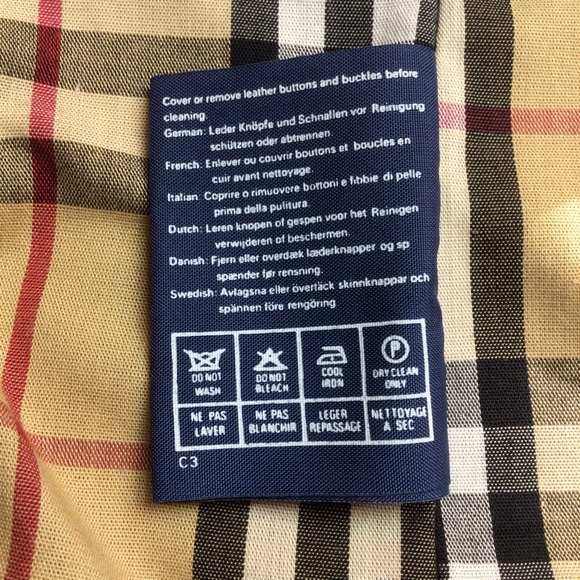 Cover or remove leather buttons and buckles before
cleaning.
German: Leder Knöpfe und Schnallen vor Reinigung
schützen oder abtrennen.
French: Enlever ou couvrir boutons et boucles en
cuir avant nettoyage.
Italian: Coprire o rimuovere bottoni e fibbie di pelle
prima della pulitura.
Dutch: Leren knopen of gespen voor het Reinigen
verwijderen of beschermen.
Danish: Fjern eller overdæk læderknapper og sp
spænder før rensning.
Swedish: Avlagsna eller övertäck skinnknappar och
spännen före rengöring
DO NOT WASH
DO NOT BLEACH
COOL IRON
P
DRY CLEAN ONLY
NE PAS LAVER
NE PAS BLANCHIR
LEGER REPASSAGE
NETTOYAGE A SEC
C3